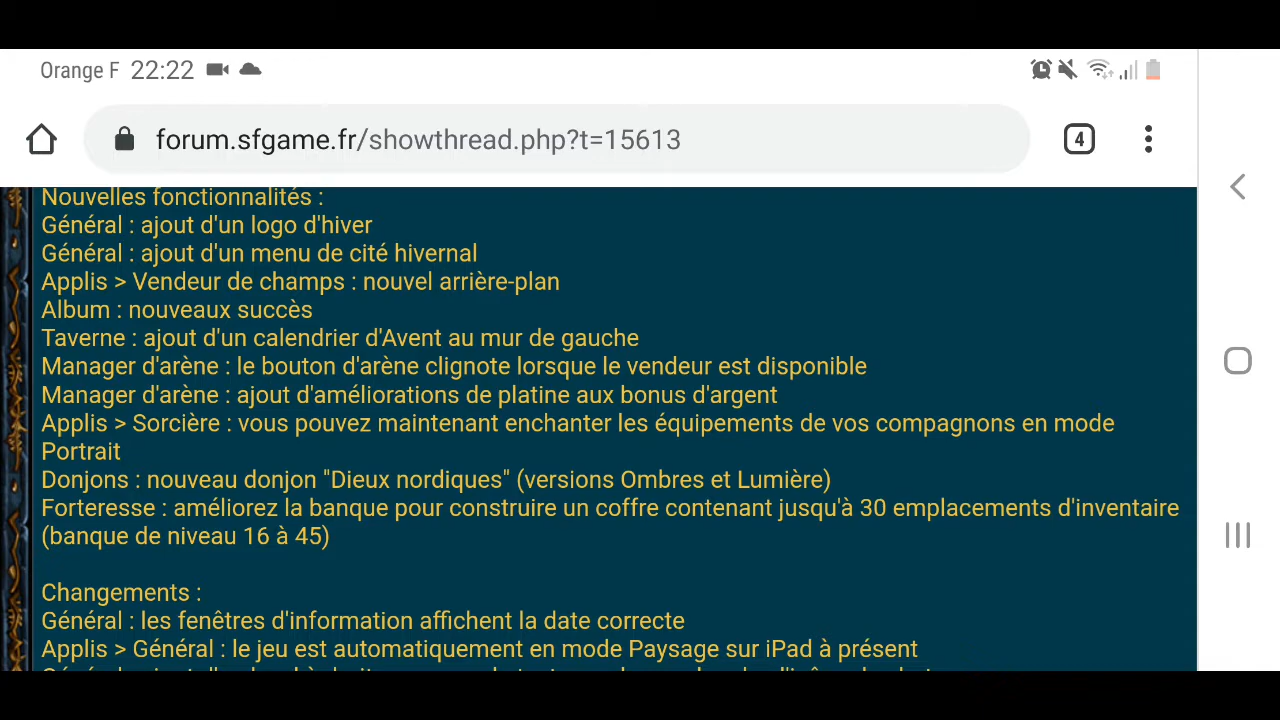 Orange F 22:22
forum.sfgame.fr/showthread.php?t=15613
4
Nouvelles fonctionnalités :
Général : ajout d'un logo d'hiver
Général : ajout d'un menu de cité hivernal
Applis > Vendeur de champs : nouvel arrière-plan
Album : nouveaux succès
Taverne : ajout d'un calendrier d'Avent au mur de gauche
Manager d'arène : le bouton d'arène clignote lorsque le vendeur est disponible
Manager d'arène : ajout d'améliorations de platine aux bonus d'argent
Applis > Sorcière : vous pouvez maintenant enchanter les équipements de vos compagnons en mode
Portrait
Donjons : nouveau donjon "Dieux nordiques" (versions Ombres et Lumière)
Forteresse : améliorez la banque pour construire un coffre contenant jusqu'à 30 emplacements d'inventaire
(banque de niveau 16 à 45)
Changements :
Général : les fenêtres d'information affichent la date correcte
Applis > Général : le jeu est automatiquement en mode Paysage sur iPad à présent